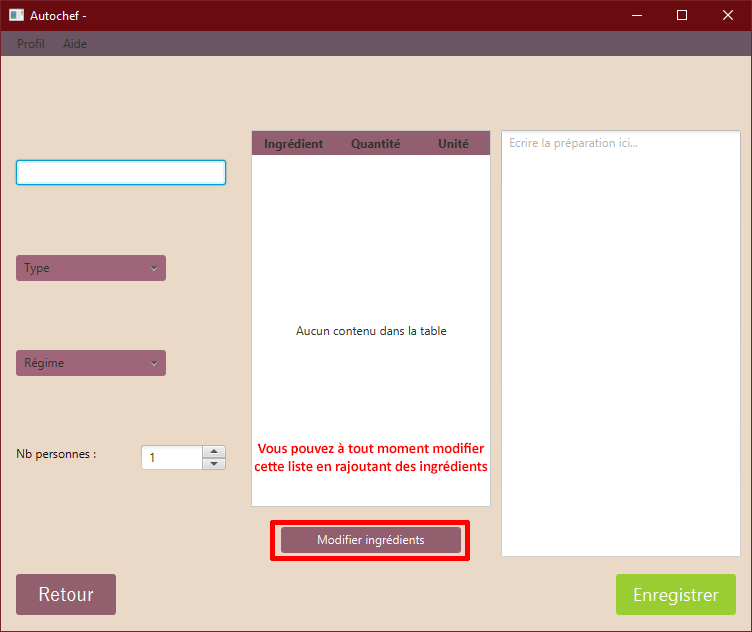 Autochef -
Profil Aide
Ingrédient Quantité Unité
Ecrire la préparation ici...
Type
Régime
Nb personnes :
1
Aucun contenu dans la table
Vous pouvez à tout moment modifier
cette liste en rajoutant des ingrédients
Modifier ingrédients
Retour
Enregistrer